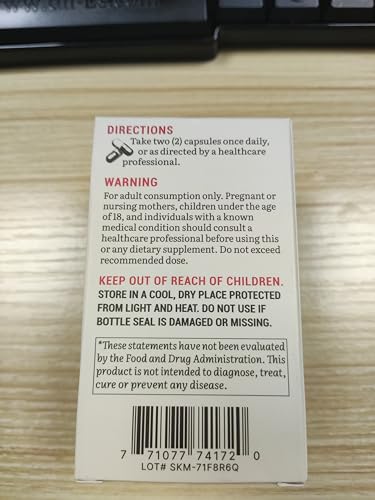 DIRECTIONS
Take two (2) capsules once daily,
or as directed by a healthcare
professional.
WARNING
For adult consumption only. Pregnant or
nursing mothers, children under the age
of 18, and individuals with a known
medical condition should consult a
healthcare professional before using this
or any dietary supplement. Do not exceed
recommended dose.
KEEP OUT OF REACH OF CHILDREN.
STORE IN A COOL, DRY PLACE PROTECTED
FROM LIGHT AND HEAT. DO NOT USE IF
BOTTLE SEAL IS DAMAGED OR MISSING.
*These statements have not been evaluated
by the Food and Drug Administration. This
product is not intended to diagnose, treat,
cure or prevent any disease.
7 71077 74172 0
LOT# SKM-71F8R6Q